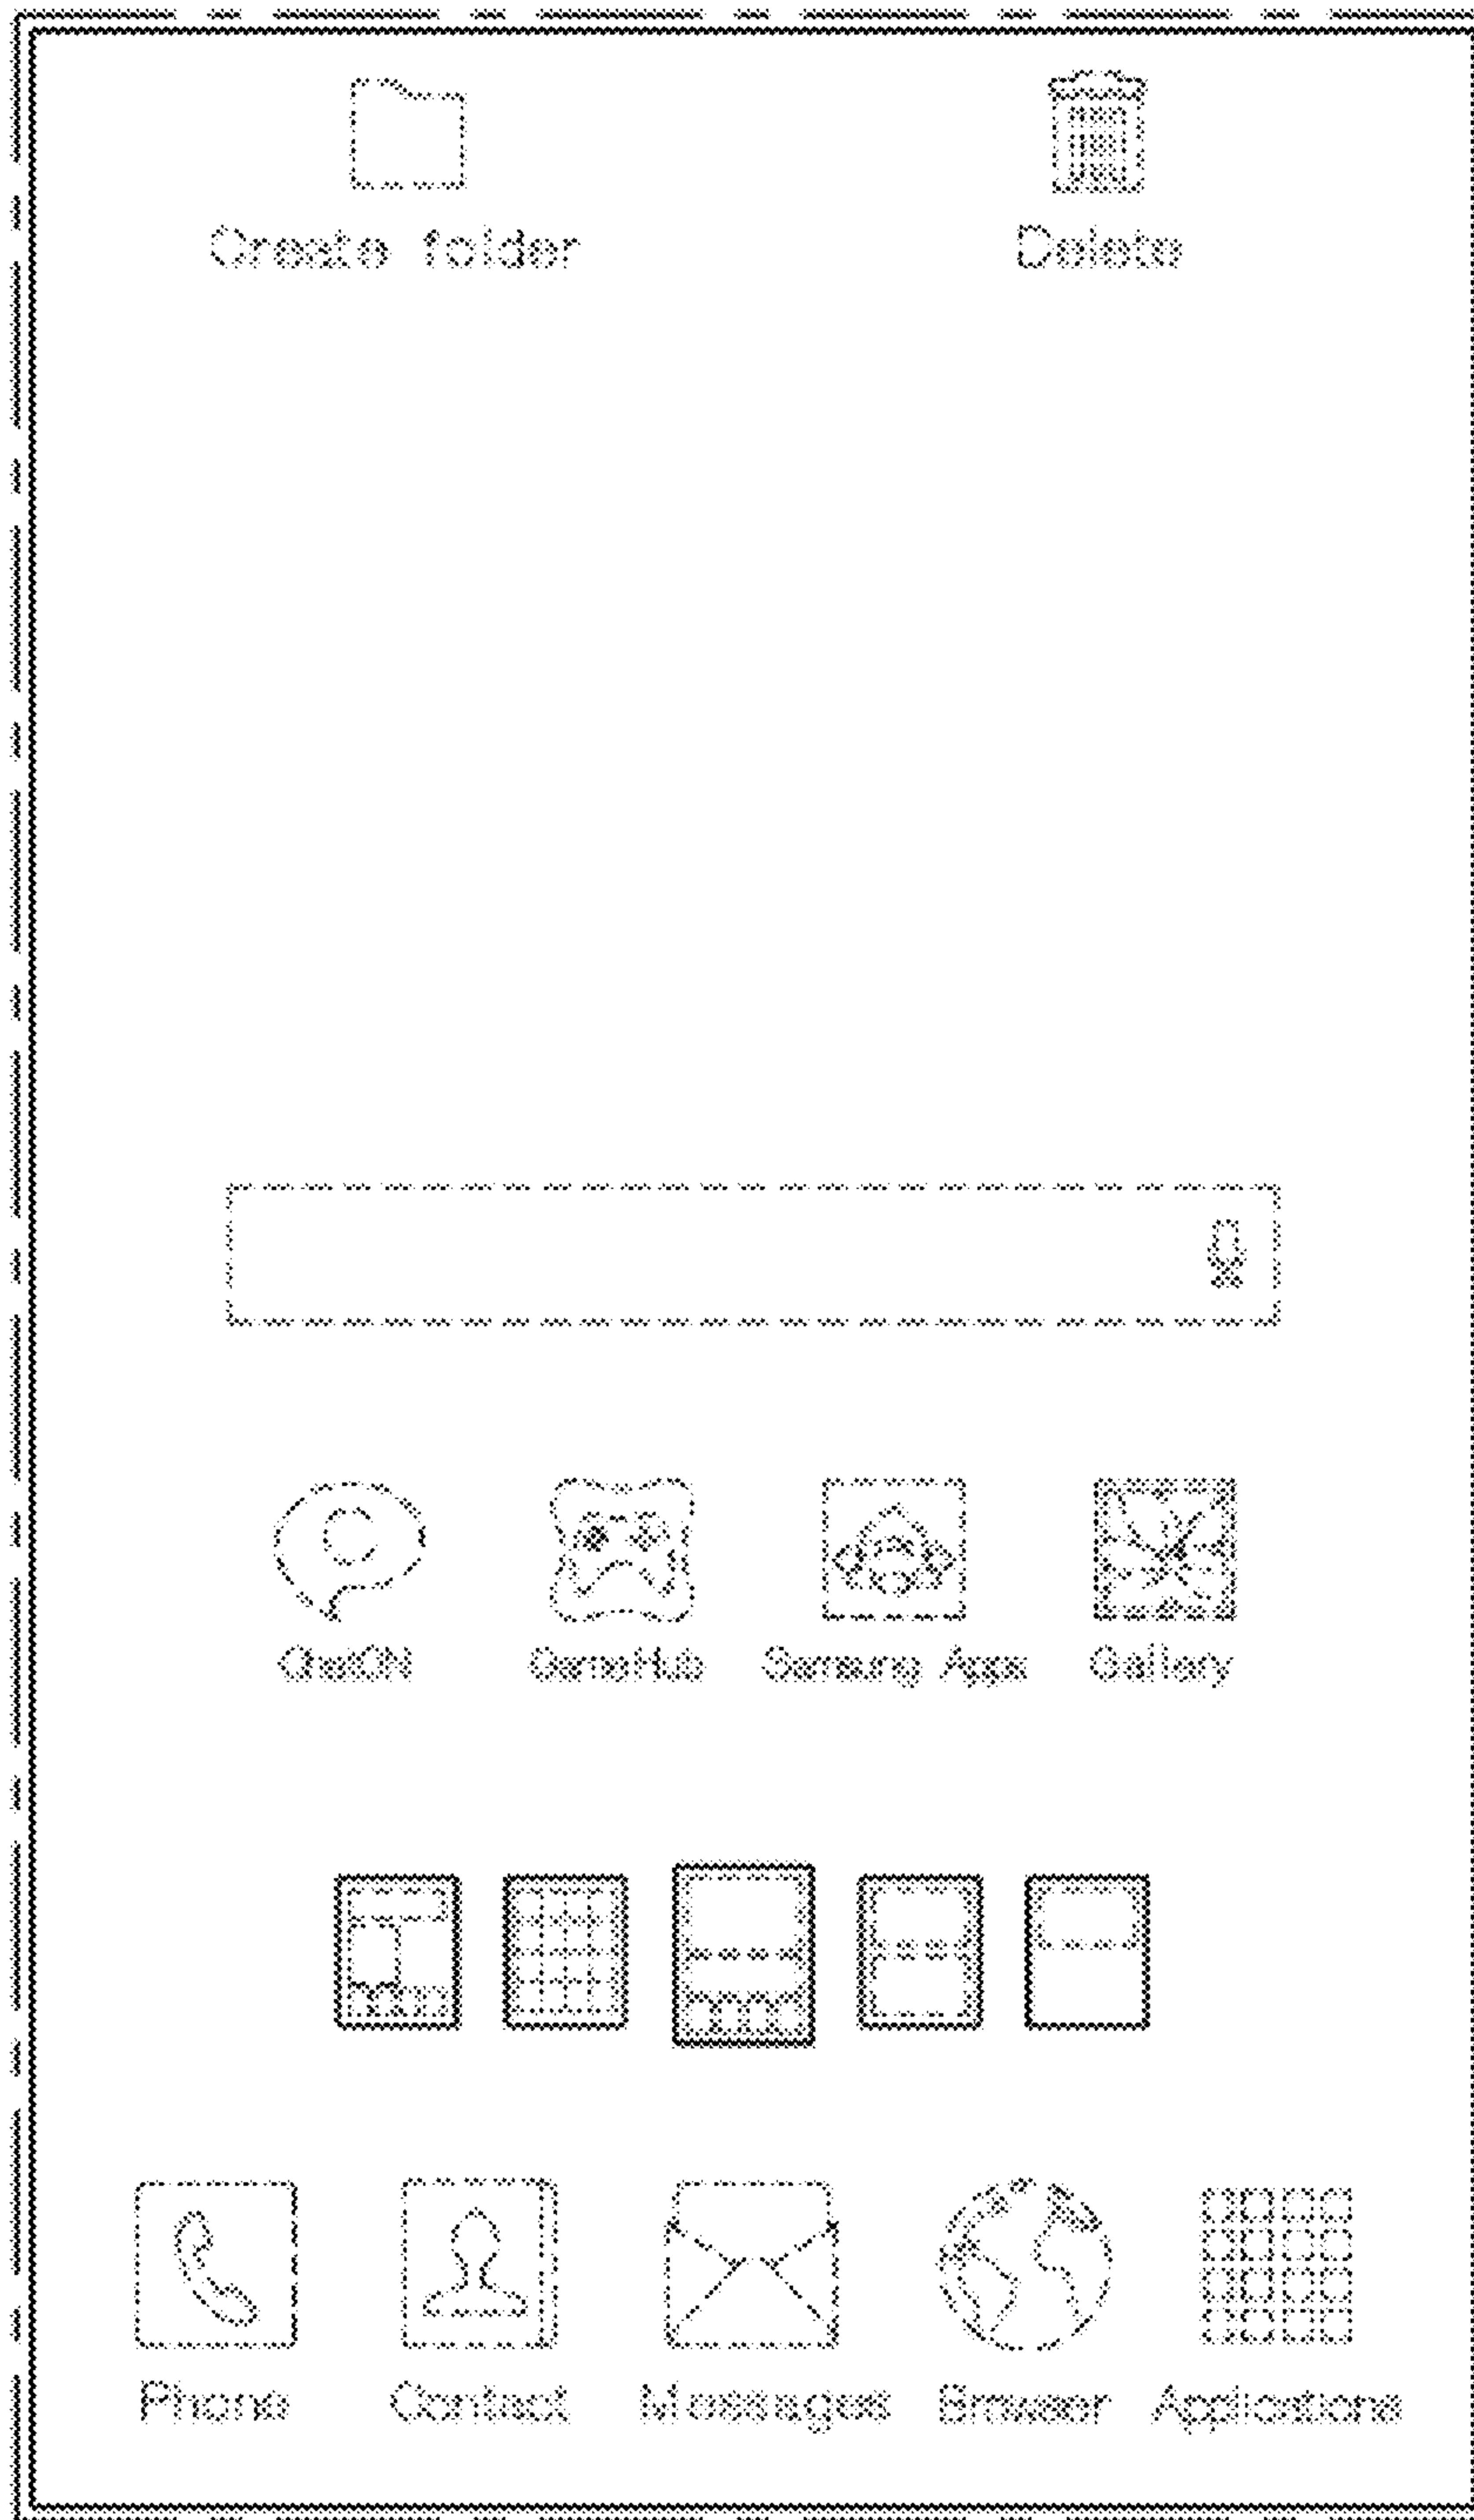 Create folder Delete
ChatON GameHub Samsung Apps Gallery
Phone Contact Messages Browser Applications